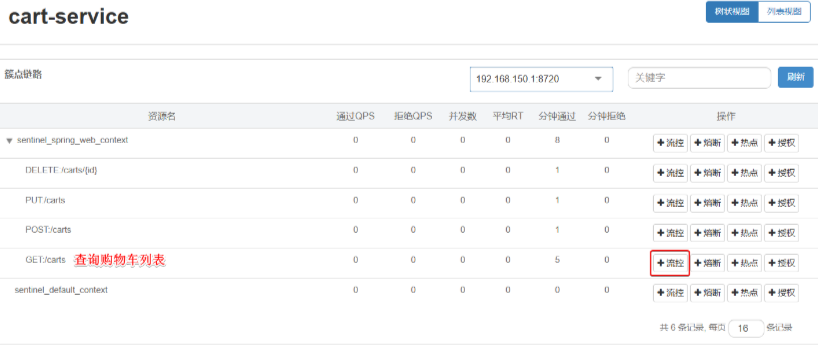 cart-service
树状视图 列表视图
簇点链路 192.168.150.1:8720 关键字 刷新
资源名 通过QPS 拒绝QPS 并发数 平均RT 分钟通过 分钟拒绝 操作
sentinel_spring_web_context 0 0 0 0 8 0 +流控 +熔断 +热点 +授权
DELETE:/carts/{id} 0 0 0 0 1 0 +流控 +熔断 +热点 +授权
PUT:/carts 0 0 0 0 1 0 +流控 +熔断 +热点 +授权
POST:/carts 0 0 0 0 1 0 +流控 +熔断 +热点 +授权
GET:/carts 查询购物车列表 0 0 0 0 5 0 +流控 +熔断 +热点 +授权
sentinel_default_context 0 0 0 0 0 0 +流控 +熔断 +热点 +授权
共 6 条记录, 每页 16 条记录